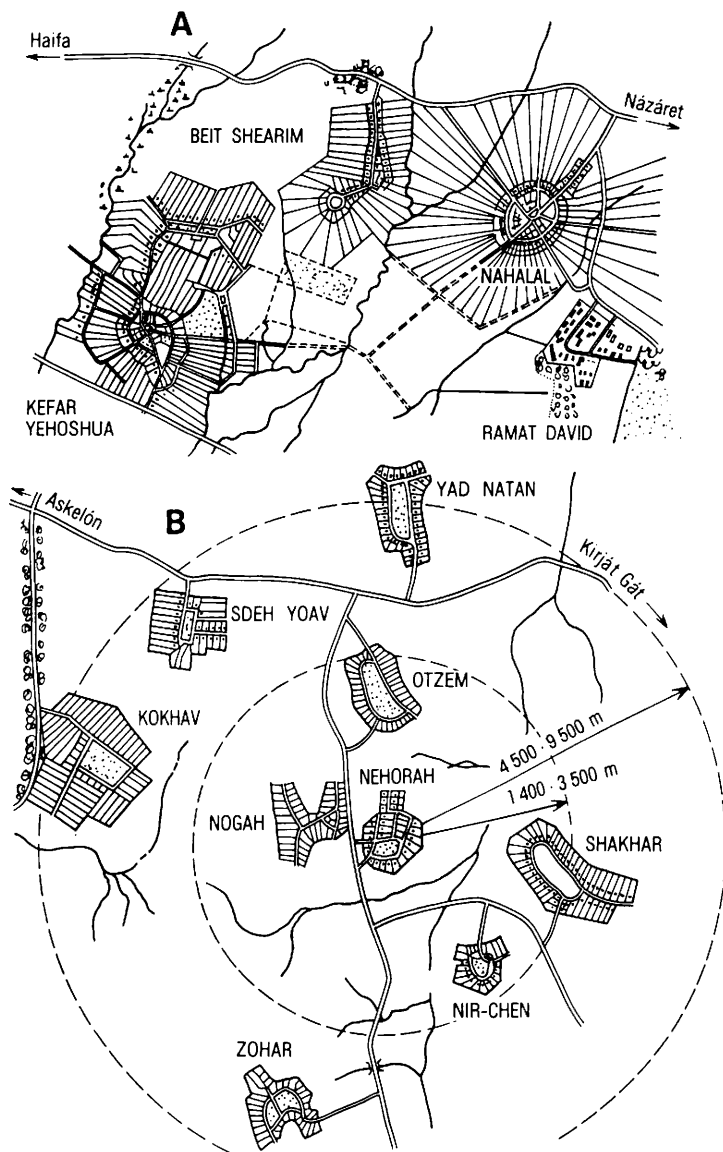 A
Haifa
Názáret
BEIT SHEARIM
NAHALAL
KEFAR
YEHOSHUA
RAMAT DAVID
B
Askelón
YAD NATAN
Kirját Gát
SDEH YOAV
OTZEM
KOKHAV
4 500 - 9 500 m
1 400 - 3 500 m
NEHORAH
NOGAH
SHAKHAR
NIR-CHEN
ZOHAR